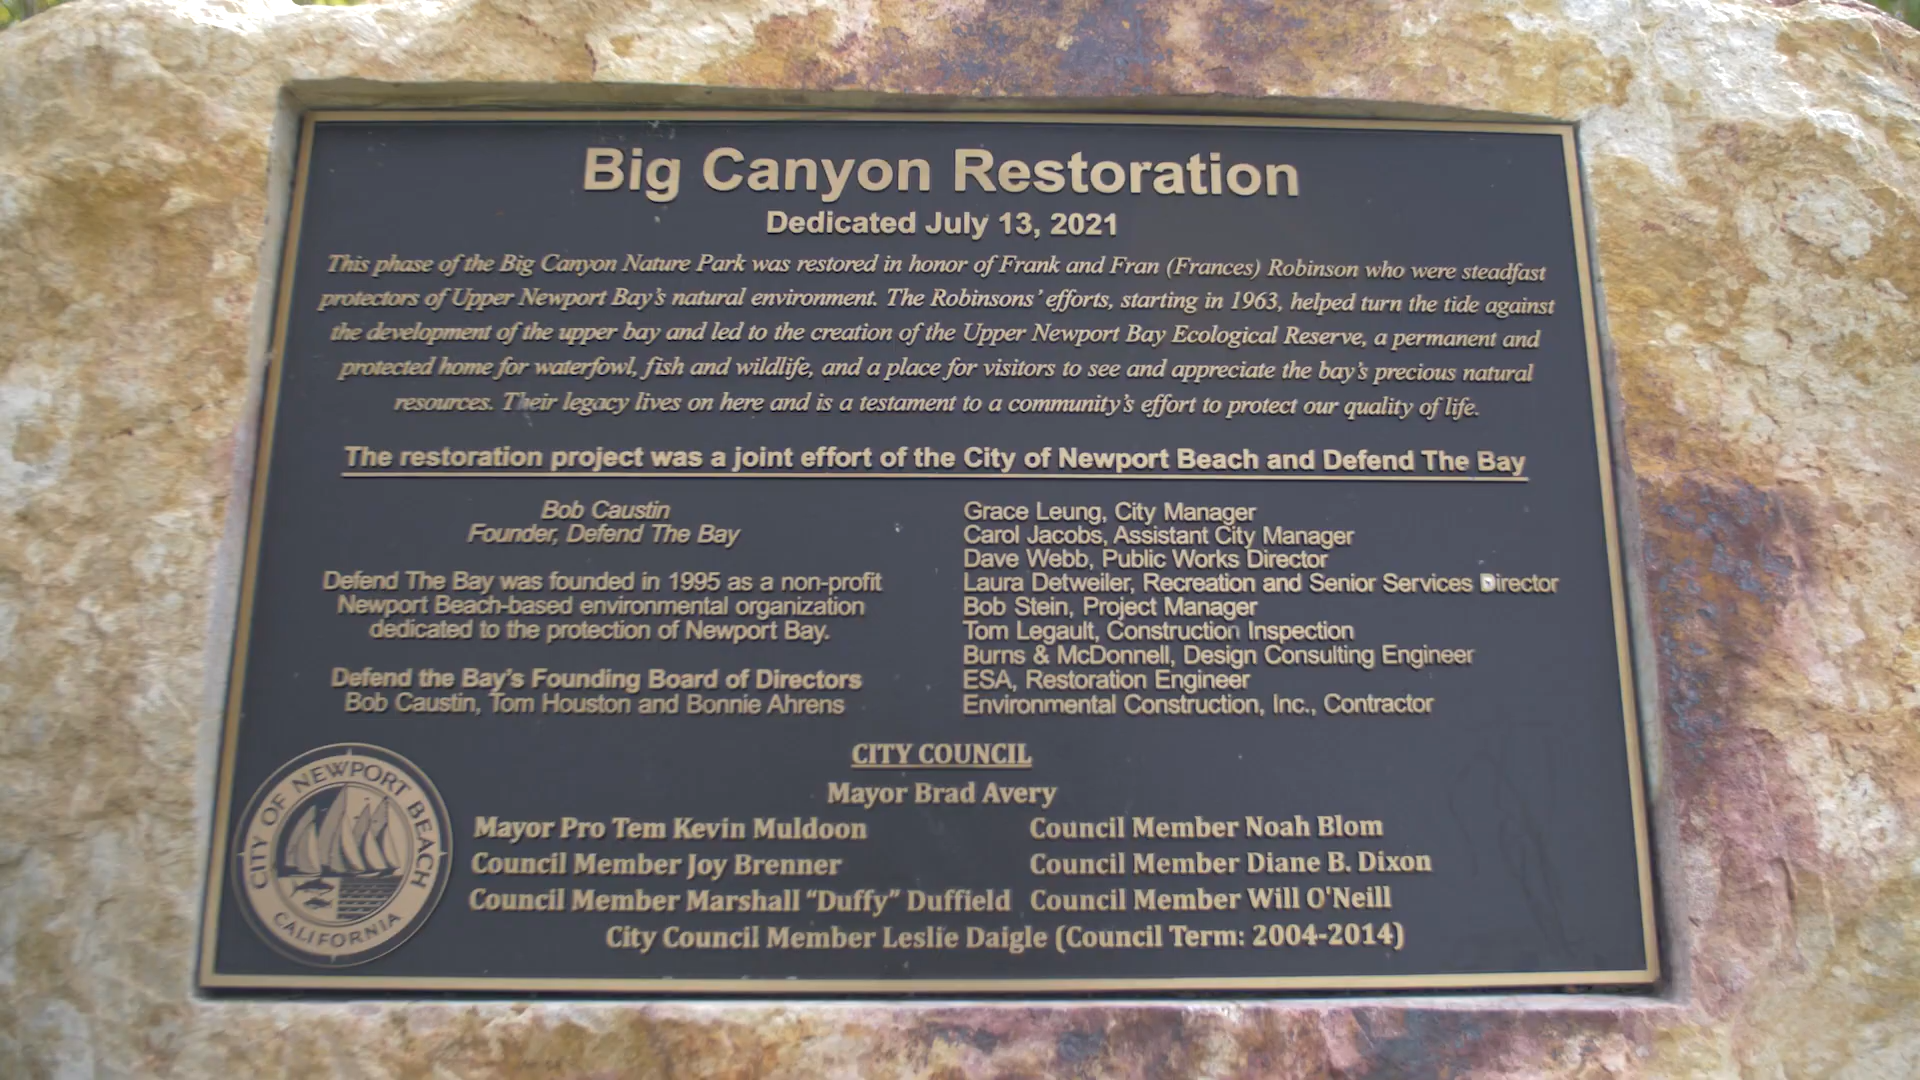 Big Canyon Restoration
Dedicated July 13, 2021
This phase of the Big Canyon Nature Park was restored in honor of Frank and Fran (Frances) Robinson who were steadfast
protectors of Upper Newport Bay's natural environment. The Robinsons' efforts, starting in 1963, helped turn the tide against
the development of the upper bay and led to the creation of the Upper Newport Bay Ecological Reserve, a permanent and
protected home for waterfowl, fish and wildlife, and a place for visitors to see and appreciate the bay's precious natural
resources. Their legacy lives on here and is a testament to a community's effort to protect our quality of life.
The restoration project was a joint effort of the City of Newport Beach and Defend The Bay
Bob Caustin
Founder, Defend The Bay
Defend The Bay was founded in 1995 as a non-profit
Newport Beach-based environmental organization
dedicated to the protection of Newport Bay.
Defend the Bay's Founding Board of Directors
Bob Caustin, Tom Houston and Bonnie Ahrens
Grace Leung, City Manager
Carol Jacobs, Assistant City Manager
Dave Webb, Public Works Director
Laura Detweiler, Recreation and Senior Services Director
Bob Stein, Project Manager
Tom Legault, Construction Inspection
Burns & McDonnell, Design Consulting Engineer
ESA, Restoration Engineer
Environmental Construction, Inc., Contractor
CITY COUNCIL
Mayor Brad Avery
Mayor Pro Tem Kevin Muldoon
Council Member Joy Brenner
Council Member Marshall "Duffy" Duffield
Council Member Noah Blom
Council Member Diane B. Dixon
Council Member Will O'Neill
City Council Member Leslie Daigle (Council Term: 2004-2014)
CITY OF NEWPORT BEACH
CALIFORNIA